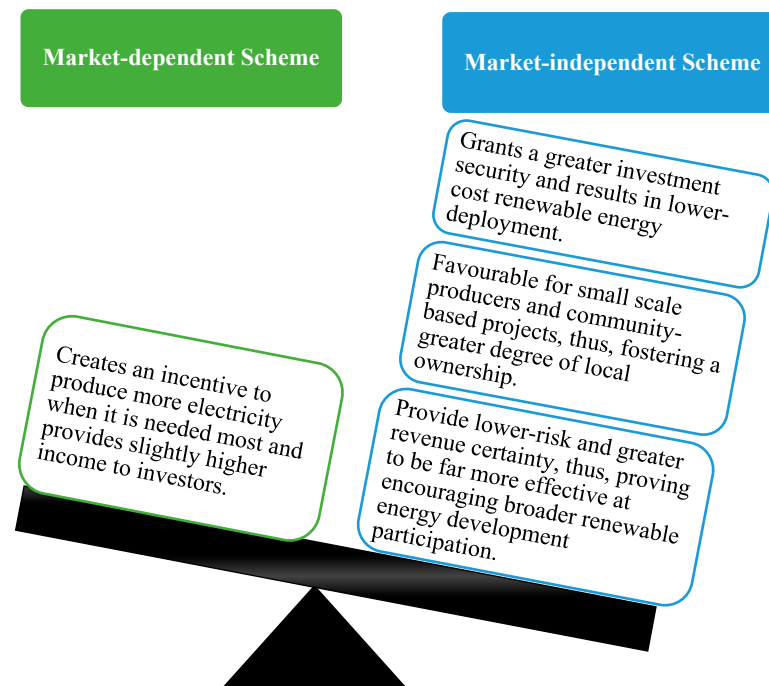 Market-dependent Scheme
Market-independent Scheme
Grants a greater investment
security and results in lower-
cost renewable energy
deployment.
Favourable for small scale
producers and community-
based projects, thus, fostering a
greater degree of local
ownership.
Creates an incentive to
produce more electricity
when it is needed most and
provides slightly higher
income to investors.
Provide lower-risk and greater
revenue certainty, thus, proving
to be far more effective at
encouraging broader renewable
energy development
participation.